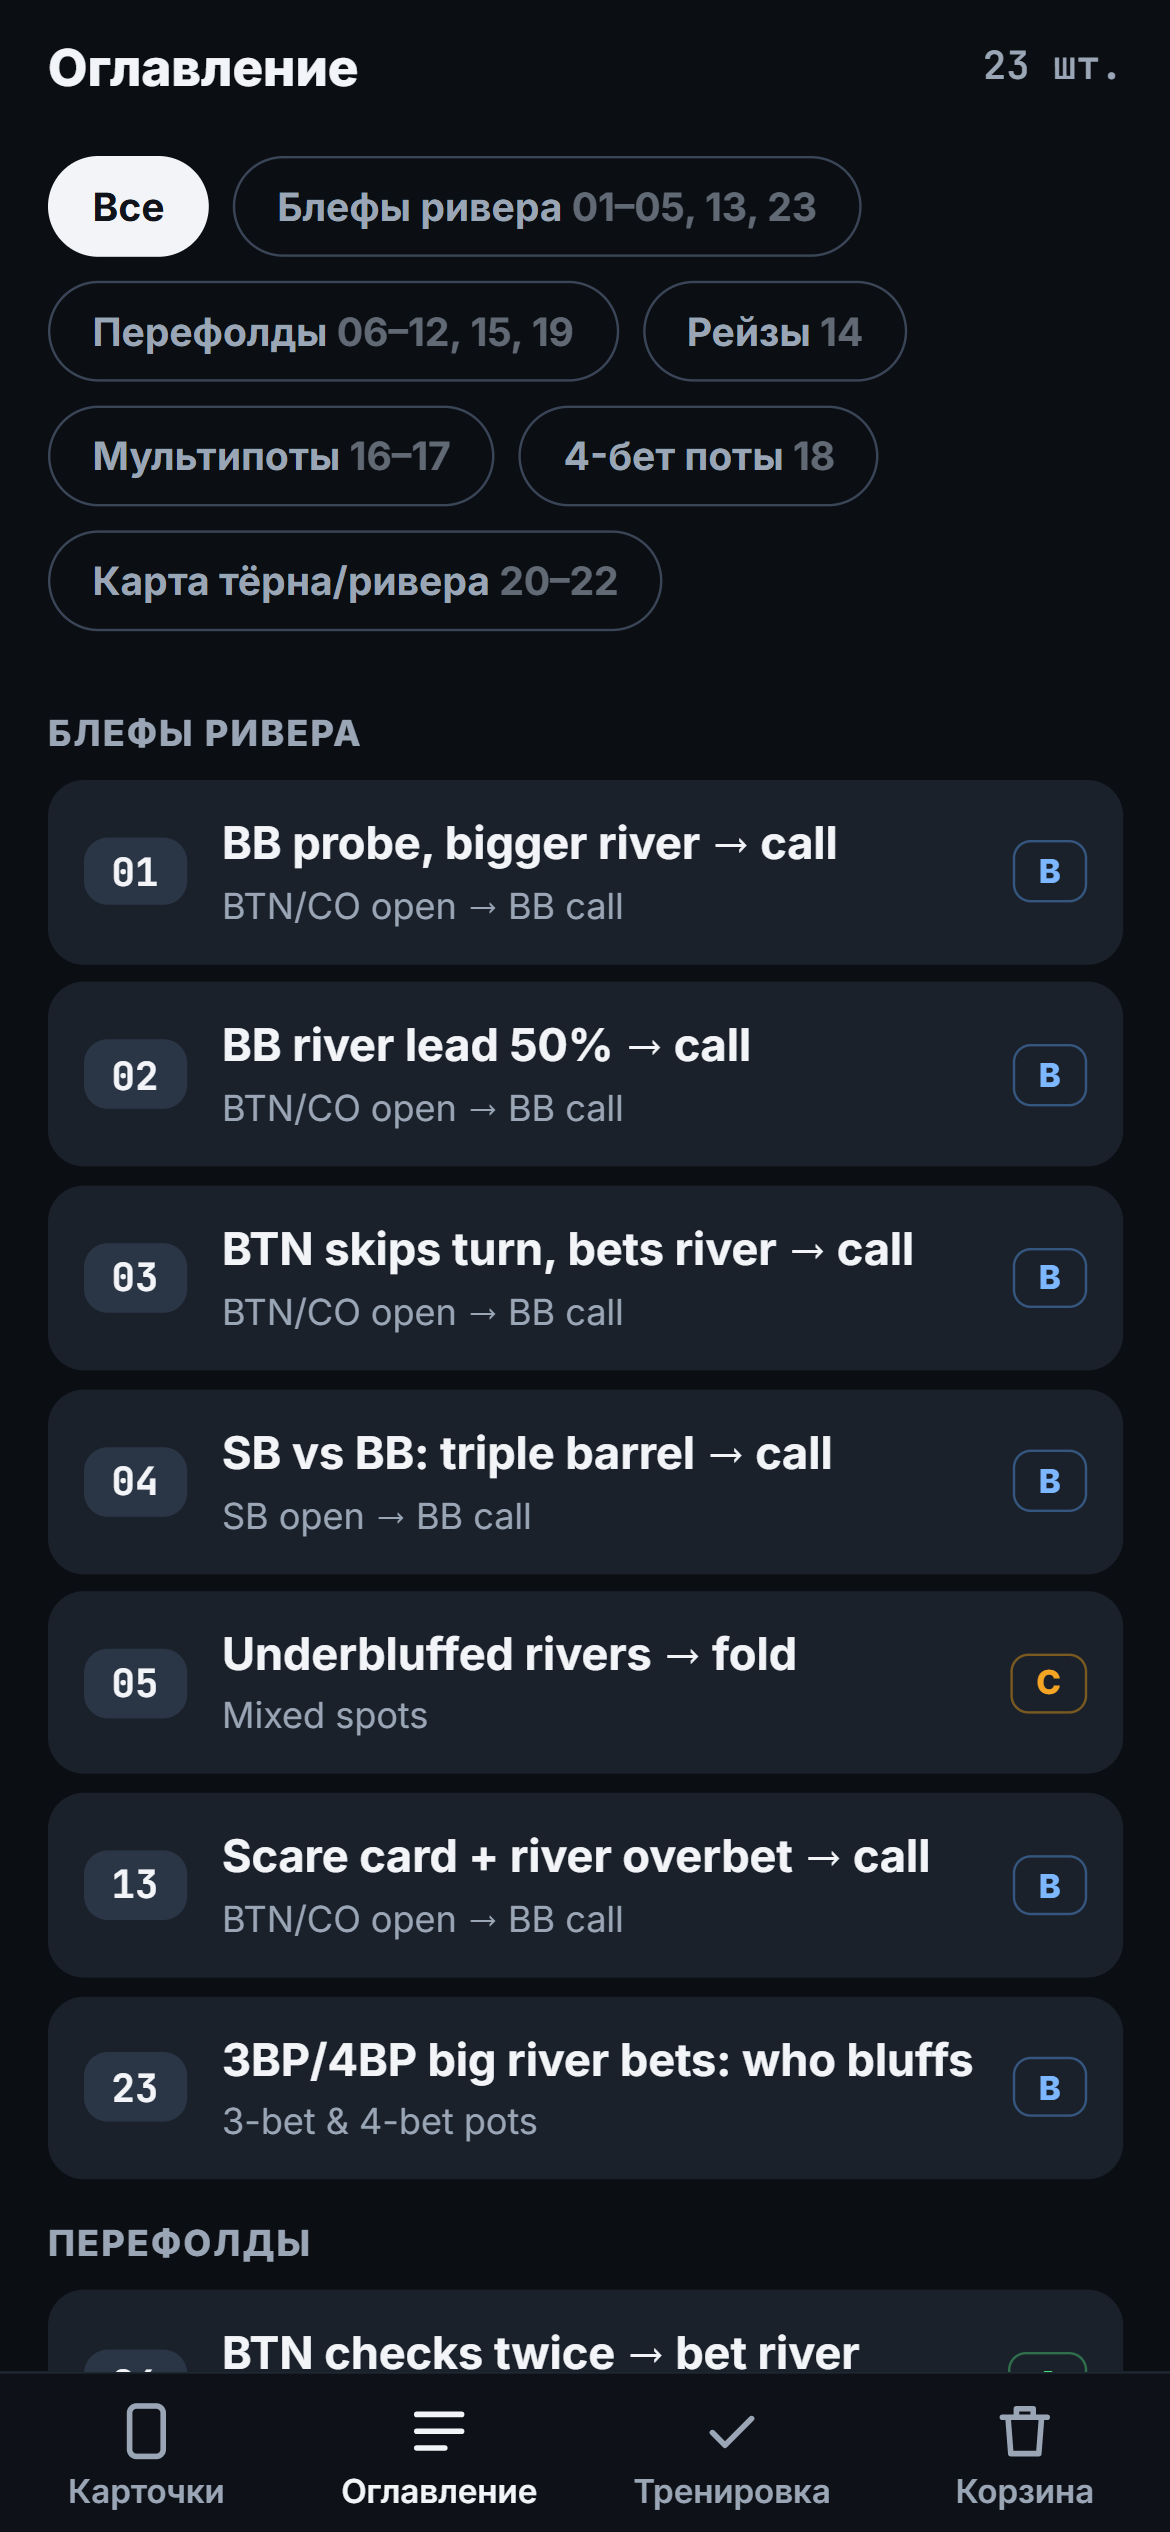 Оглавление
23 шт.
Все
Блефы ривера 01–05, 13, 23
Перефолды 06–12, 15, 19
Рейзы 14
Мультипоты 16–17
4-бет поты 18
Карта тёрна/ривера 20–22
БЛЕФЫ РИВЕРА
01
BB probe, bigger river → call
BTN/CO open → BB call
B
02
BB river lead 50% → call
BTN/CO open → BB call
B
03
BTN skips turn, bets river → call
BTN/CO open → BB call
B
04
SB vs BB: triple barrel → call
SB open → BB call
B
05
Underbluffed rivers → fold
Mixed spots
C
13
Scare card + river overbet → call
BTN/CO open → BB call
B
23
3BP/4BP big river bets: who bluffs
3-bet & 4-bet pots
B
ПЕРЕФОЛДЫ
BTN checks twice → bet river
Карточки
Оглавление
Тренировка
Корзина